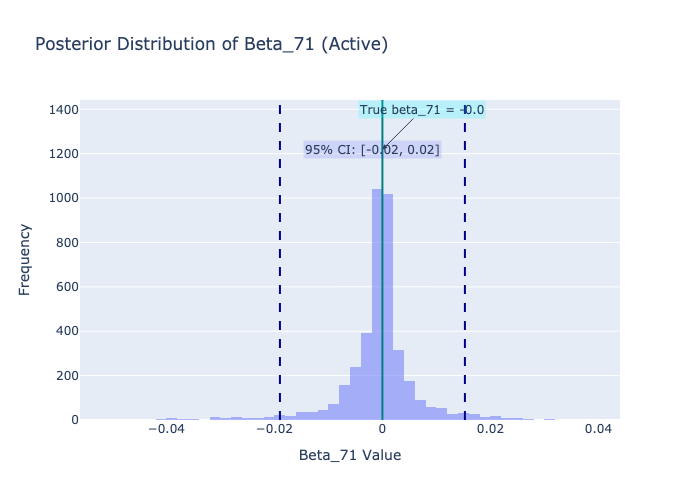 Posterior Distribution of Beta_71 (Active)
True beta_71 = -0.0
95% CI: [-0.02, 0.02]
1400
1200
1000
800
600
400
200
0
Frequency
−0.04
−0.02
0
0.02
0.04
Beta_71 Value